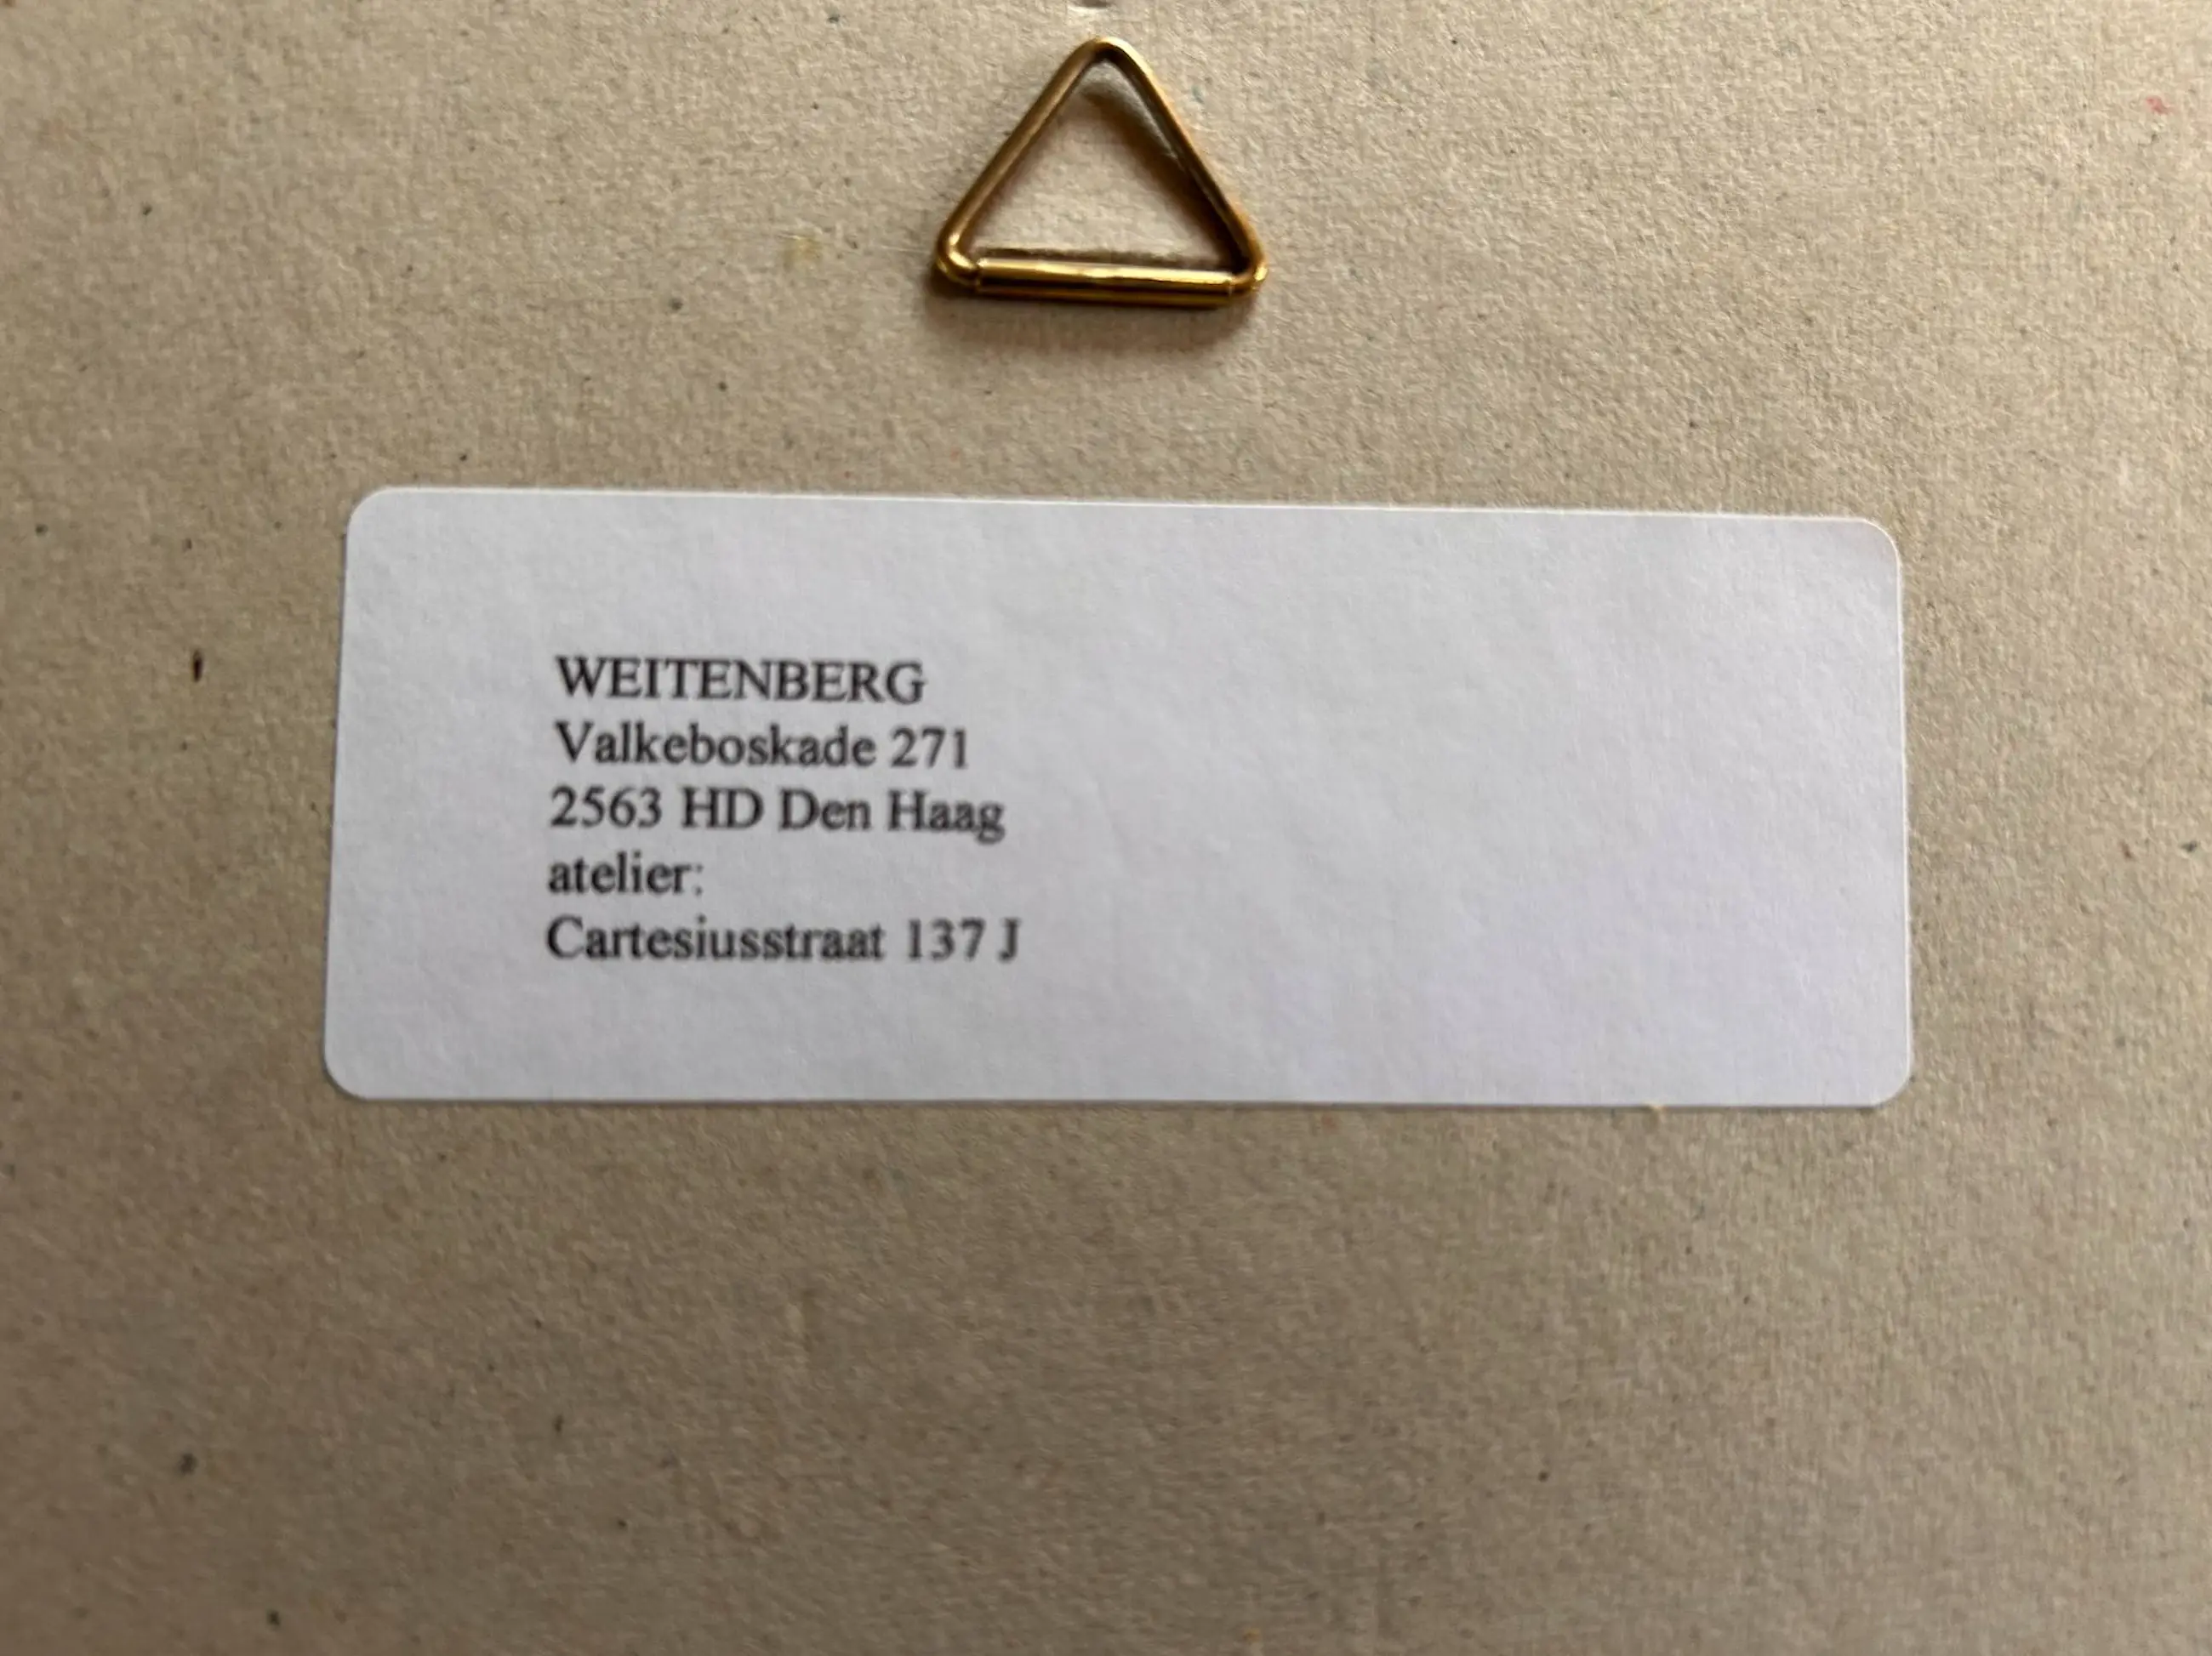 WEITENBERG
Valkeboskade 271
2563 HD Den Haag
atelier:
Cartesiusstraat 137 J